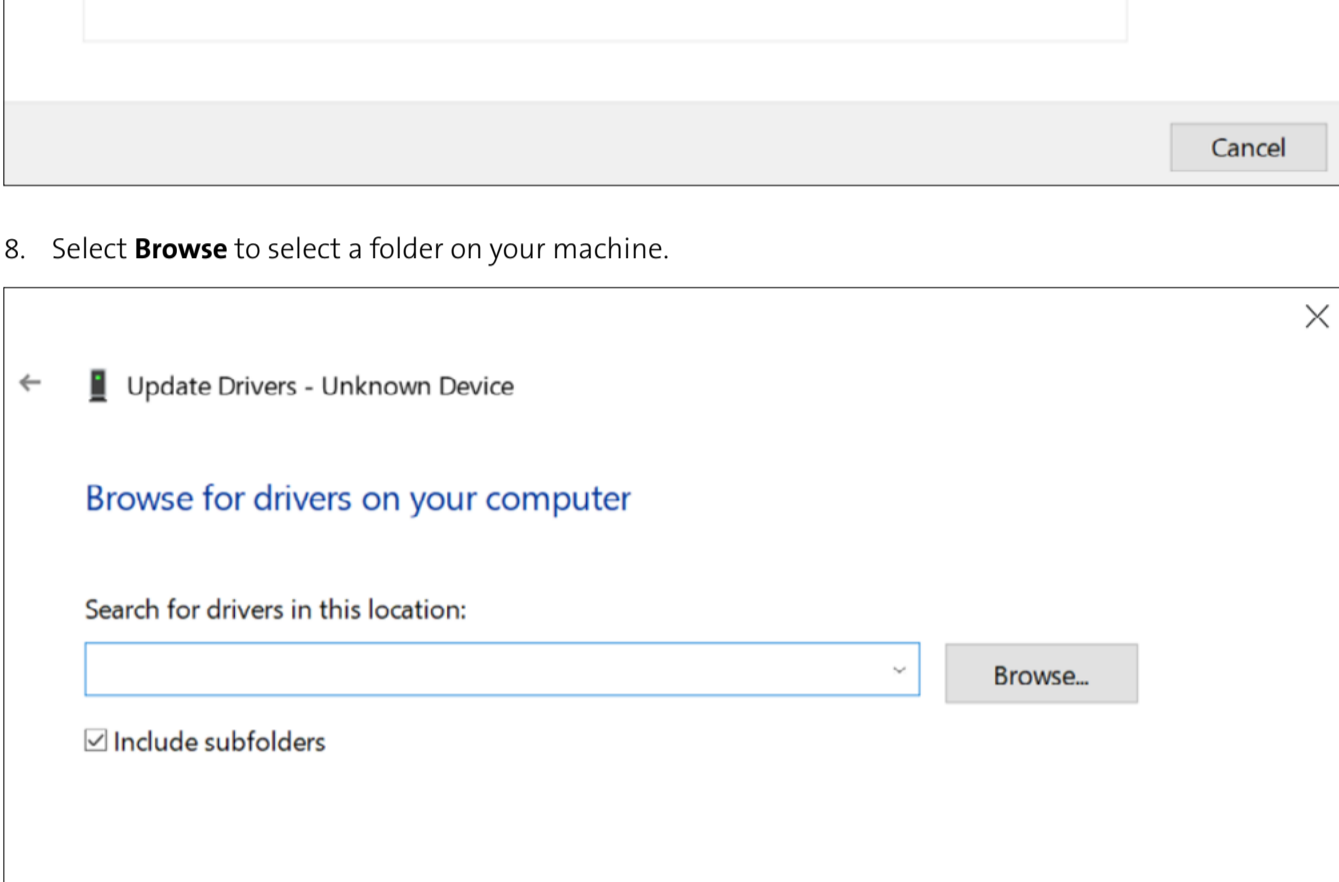 Cancel
8. Select Browse to select a folder on your machine.
Update Drivers - Unknown Device
Browse for drivers on your computer
Search for drivers in this location:
Browse...
Include subfolders